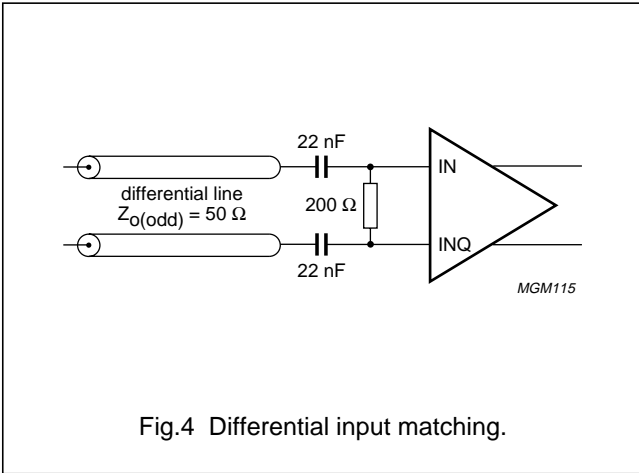 22 nF
IN
differential line
Zo(odd) = 50 Ω
200 Ω
INQ
22 nF
MGM115
Fig.4 Differential input matching.